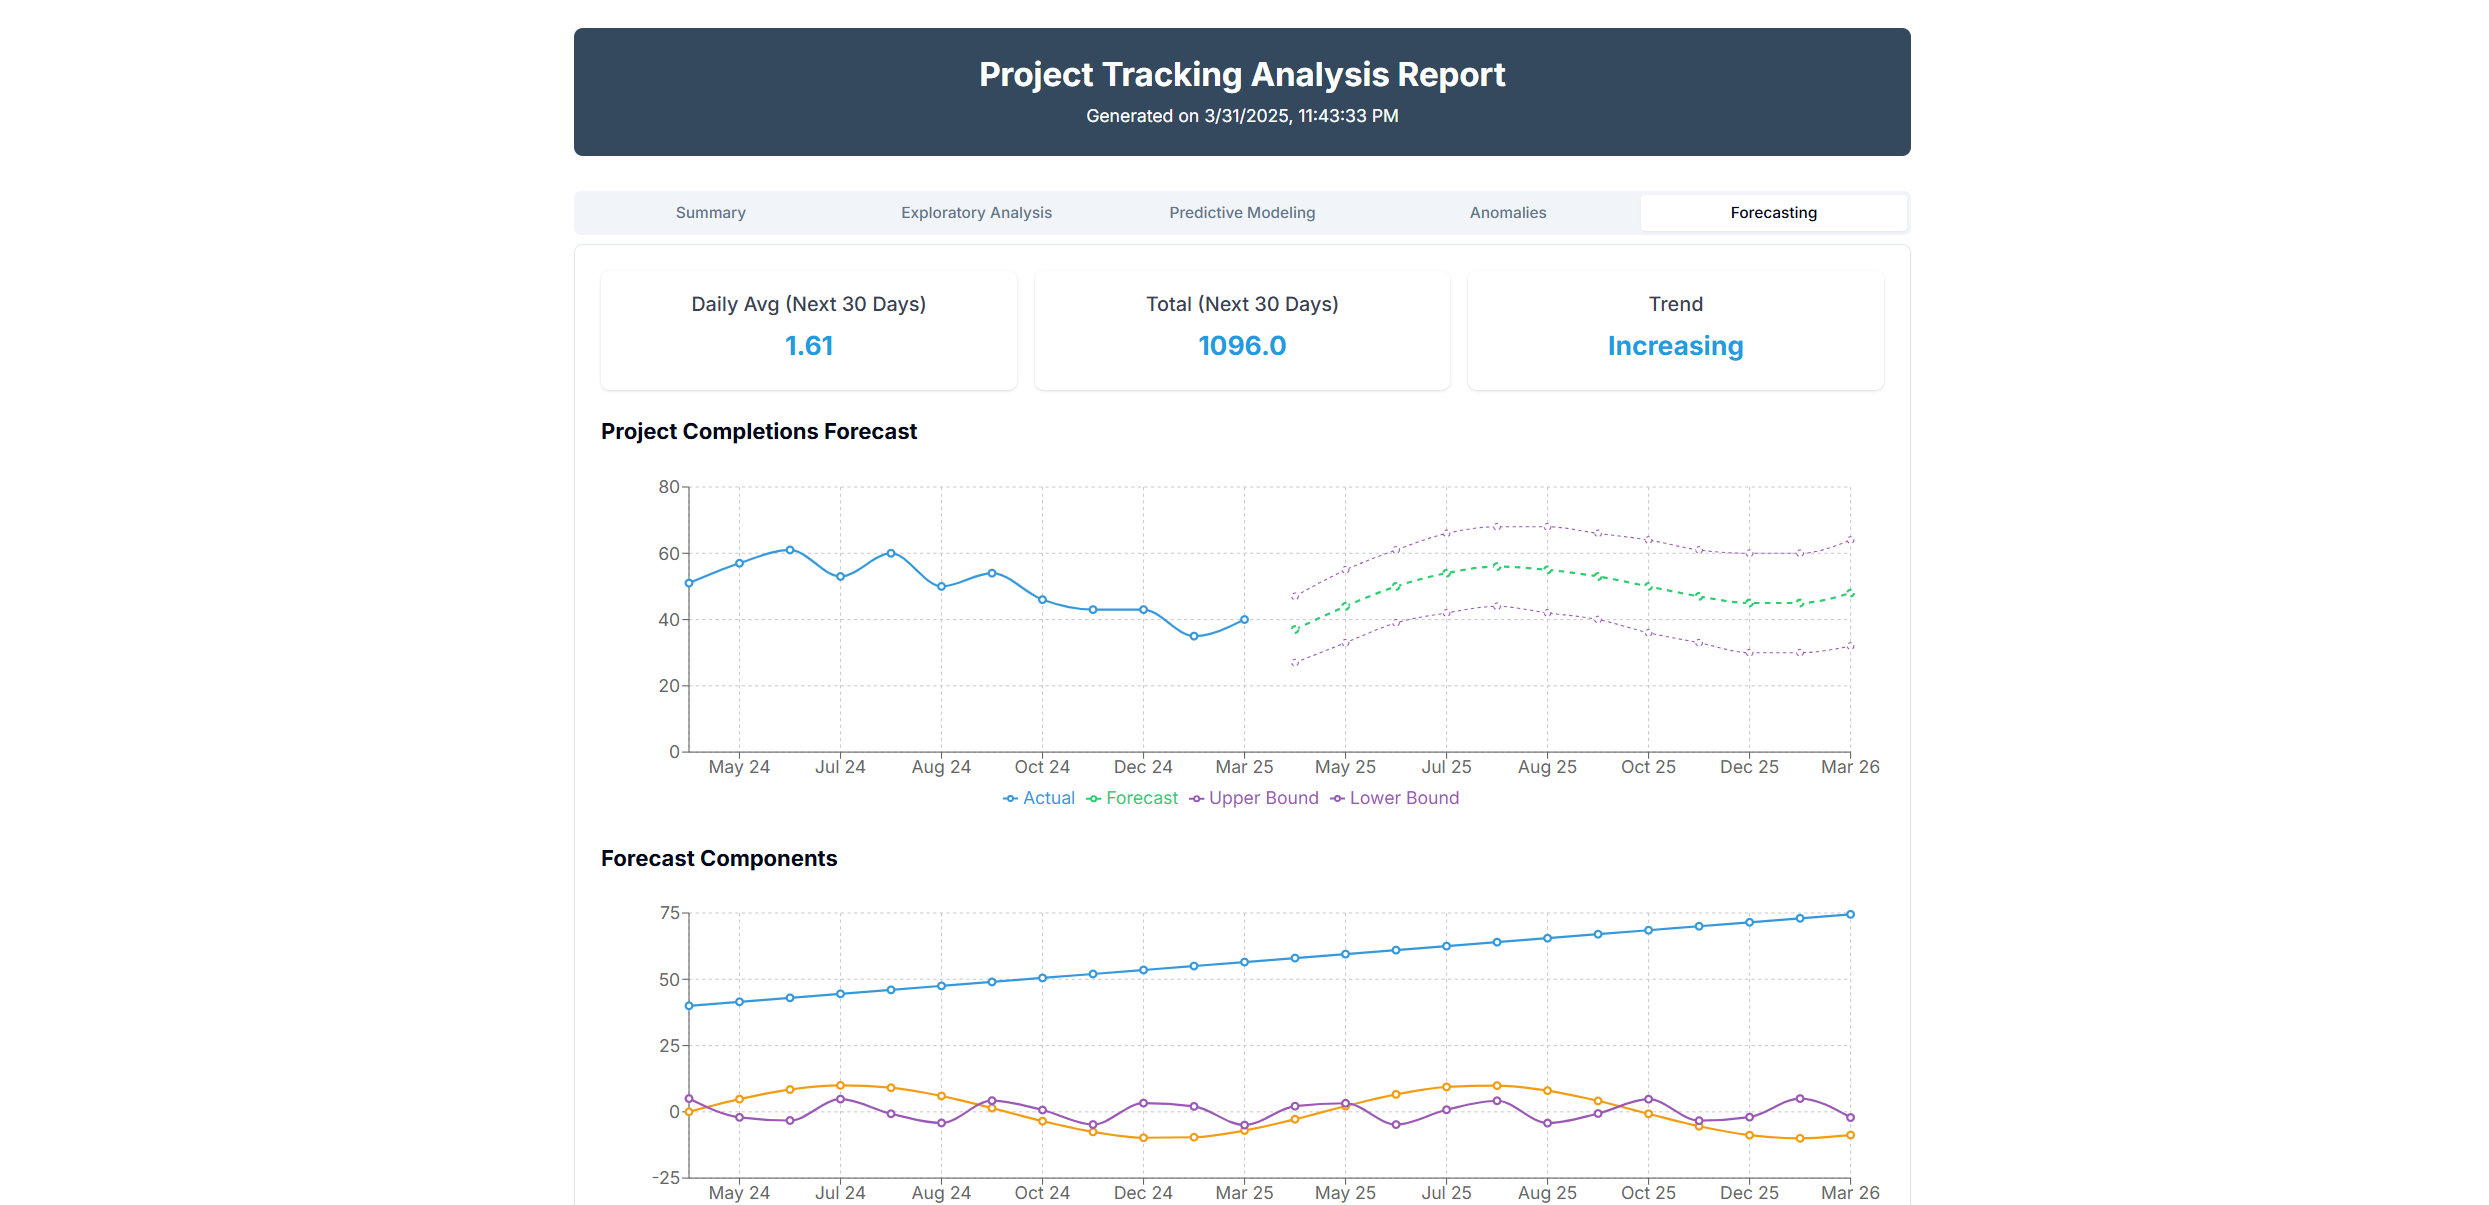 Project Tracking Analysis Report
Generated on 3/31/2025, 11:43:33 PM
Summary Exploratory Analysis Predictive Modeling Anomalies Forecasting
Daily Avg (Next 30 Days) Total (Next 30 Days) Trend
1.61 1096.0 Increasing
Project Completions Forecast
80
60
40
20
0
May 24 Jul 24 Aug 24 Oct 24 Dec 24 Mar 25 May 25 Jul 25 Aug 25 Oct 25 Dec 25 Mar 26
Actual Forecast Upper Bound Lower Bound
Forecast Components
75
50
25
0
-25
May 24 Jul 24 Aug 24 Oct 24 Dec 24 Mar 25 May 25 Jul 25 Aug 25 Oct 25 Dec 25 Mar 26